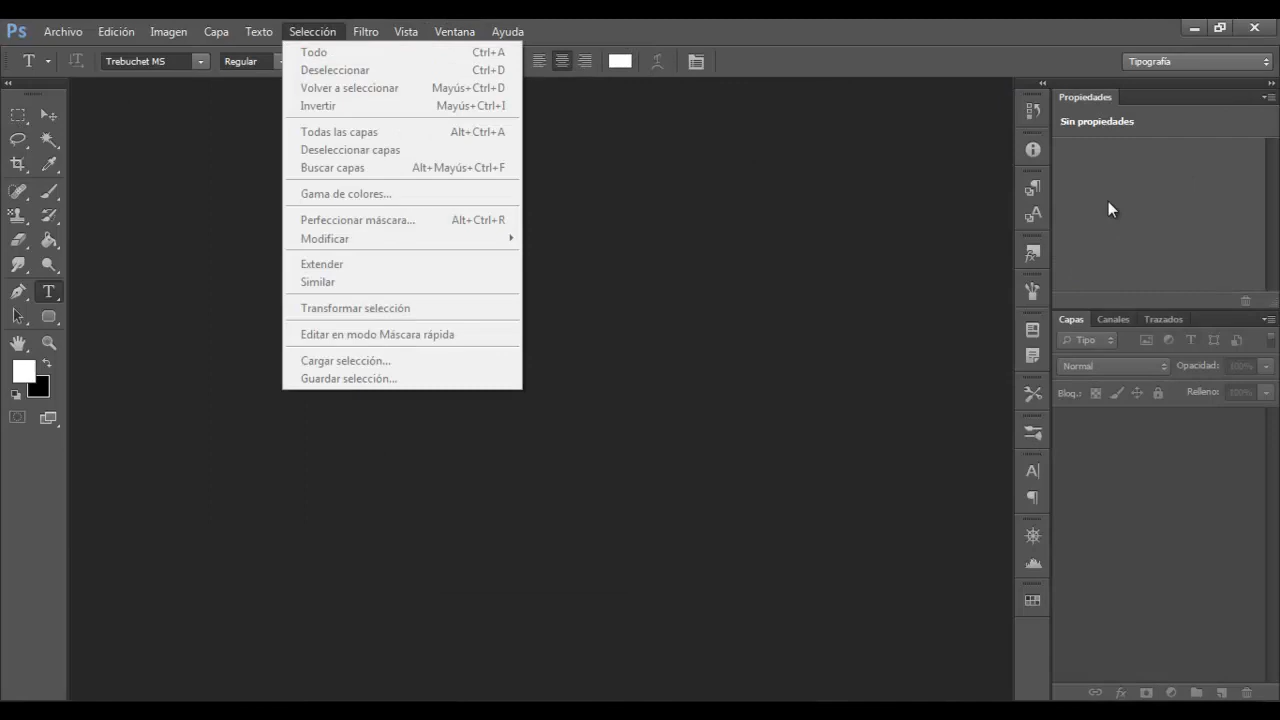 Ps Archivo Edición Imagen Capa Texto Selección Filtro Vista Ventana Ayuda
T T Trebuchet MS Regular Tipografía
Todo Ctrl+A
Deseleccionar Ctrl+D
Volver a seleccionar Mayús+Ctrl+D
Invertir Mayús+Ctrl+I
Todas las capas Alt+Ctrl+A
Deseleccionar capas
Buscar capas Alt+Mayús+Ctrl+F
Gama de colores...
Perfeccionar máscara... Alt+Ctrl+R
Modificar
Extender
Similar
Transformar selección
Editar en modo Máscara rápida
Cargar selección...
Guardar selección...
Propiedades
Sin propiedades
Capas Canales Trazados
Tipo
Normal Opacidad: 100%
Bloq.: Relleno: 100%